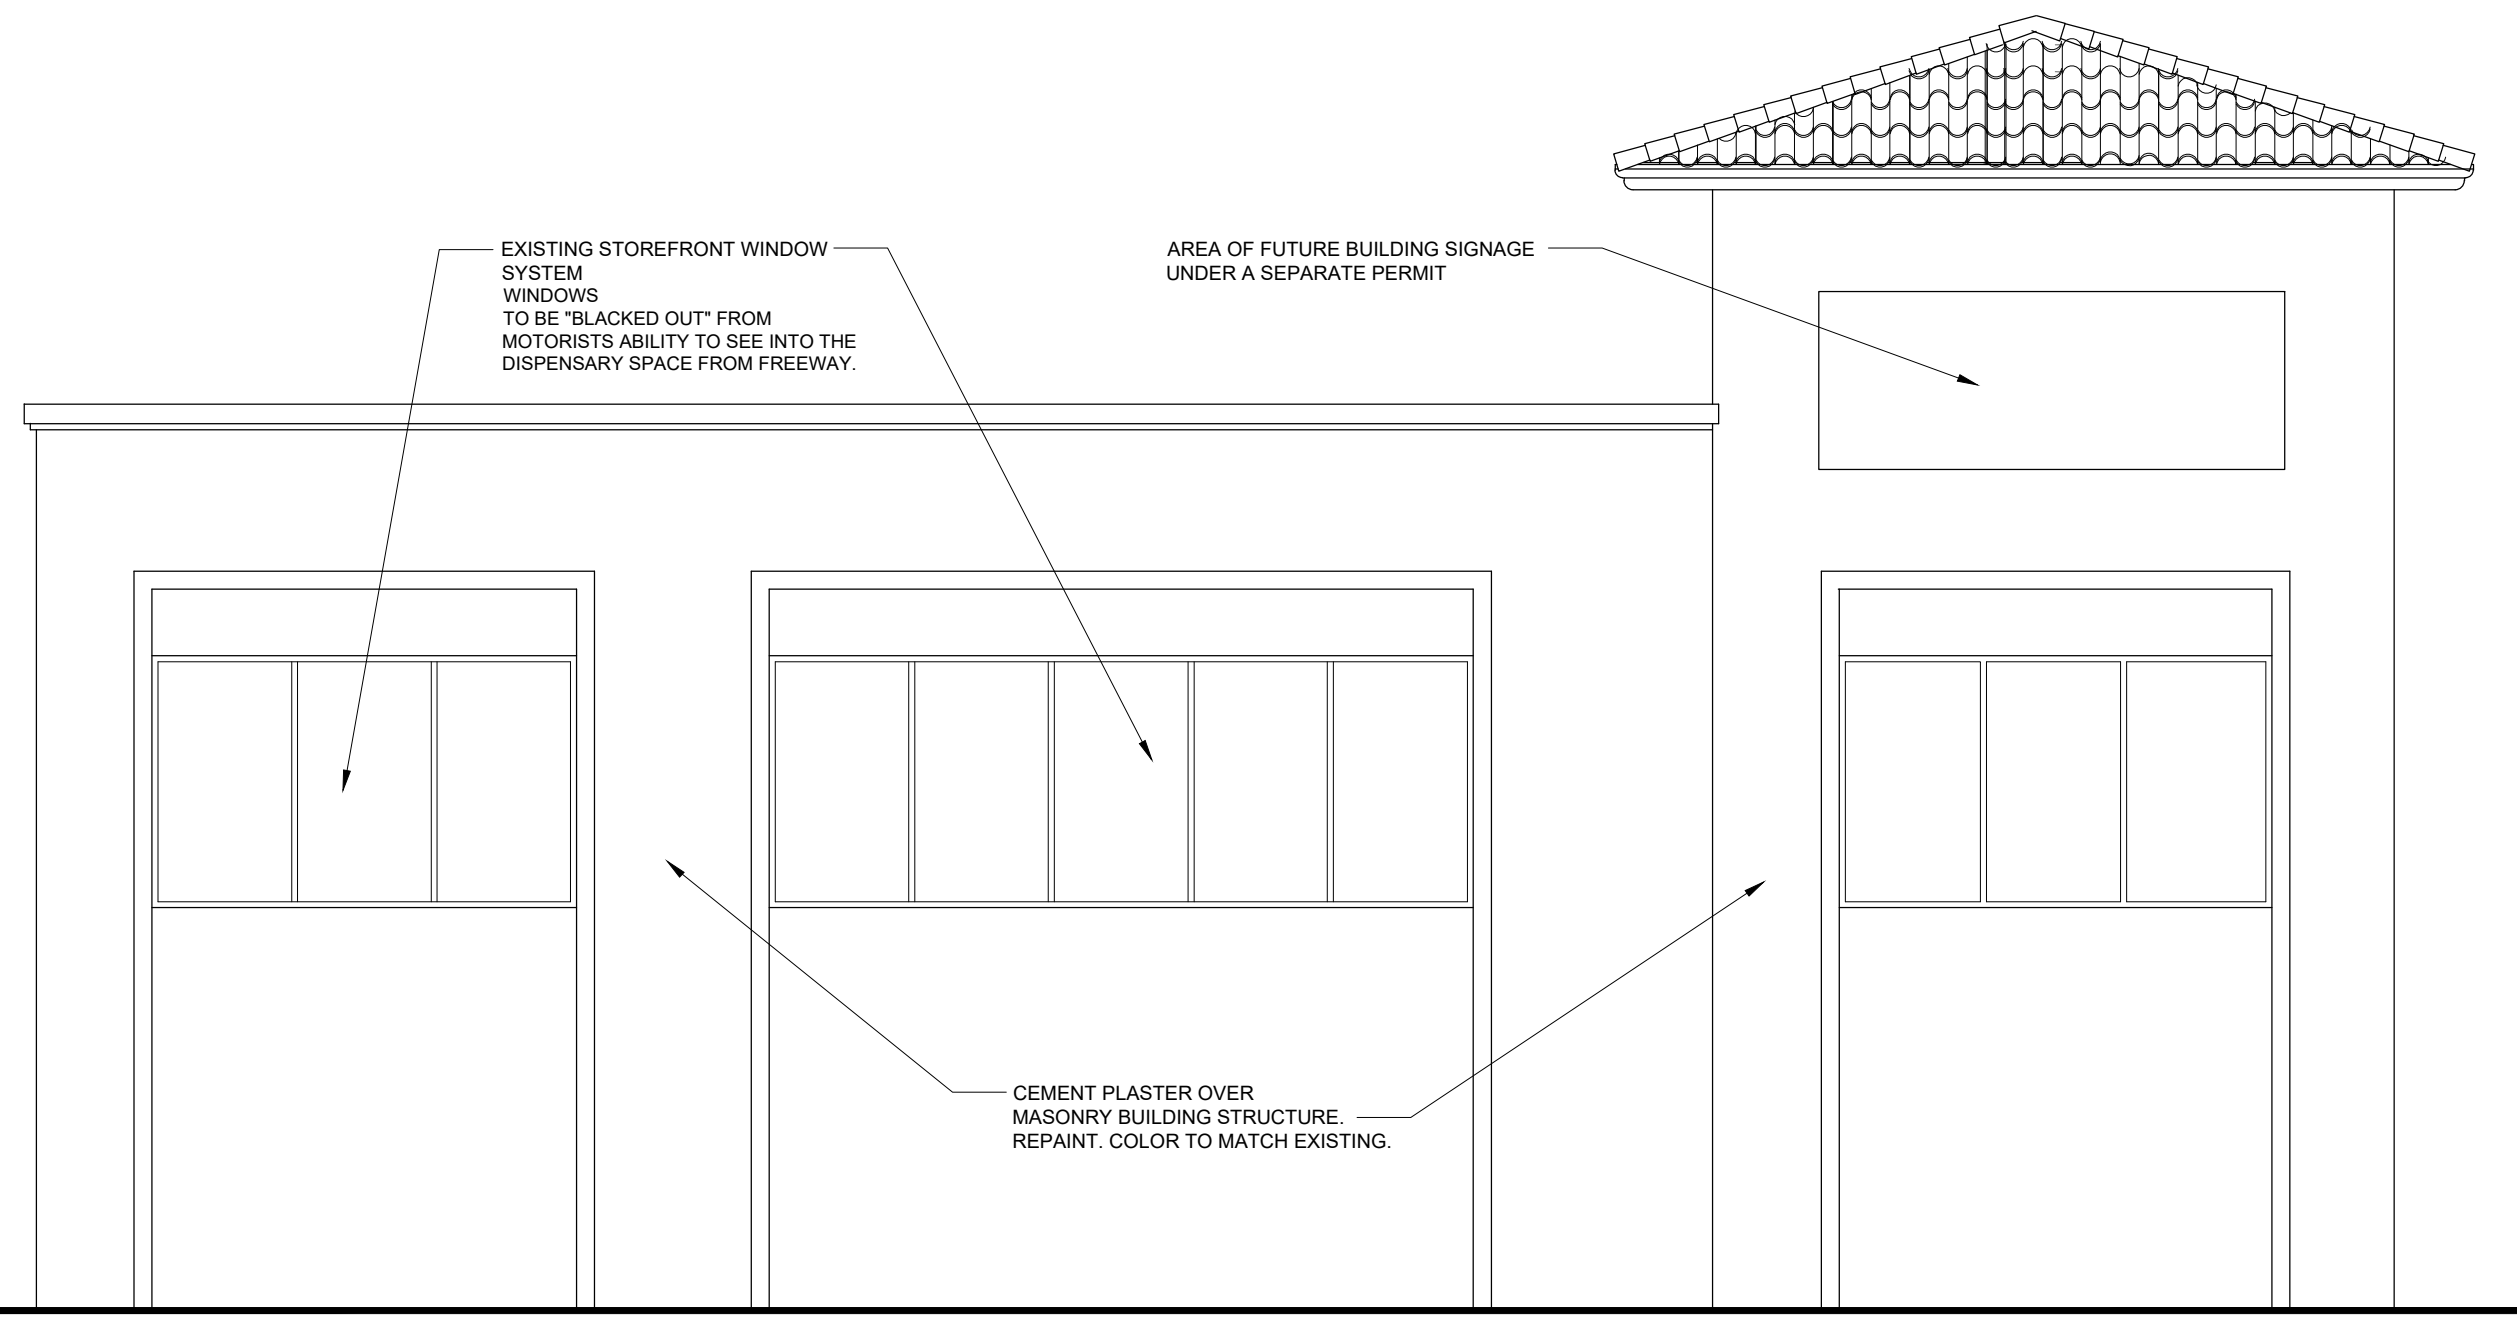 EXISTING STOREFRONT WINDOW
SYSTEM
WINDOWS
TO BE "BLACKED OUT" FROM
MOTORISTS ABILITY TO SEE INTO THE
DISPENSARY SPACE FROM FREEWAY.
AREA OF FUTURE BUILDING SIGNAGE
UNDER A SEPARATE PERMIT
CEMENT PLASTER OVER
MASONRY BUILDING STRUCTURE.
REPAINT. COLOR TO MATCH EXISTING.